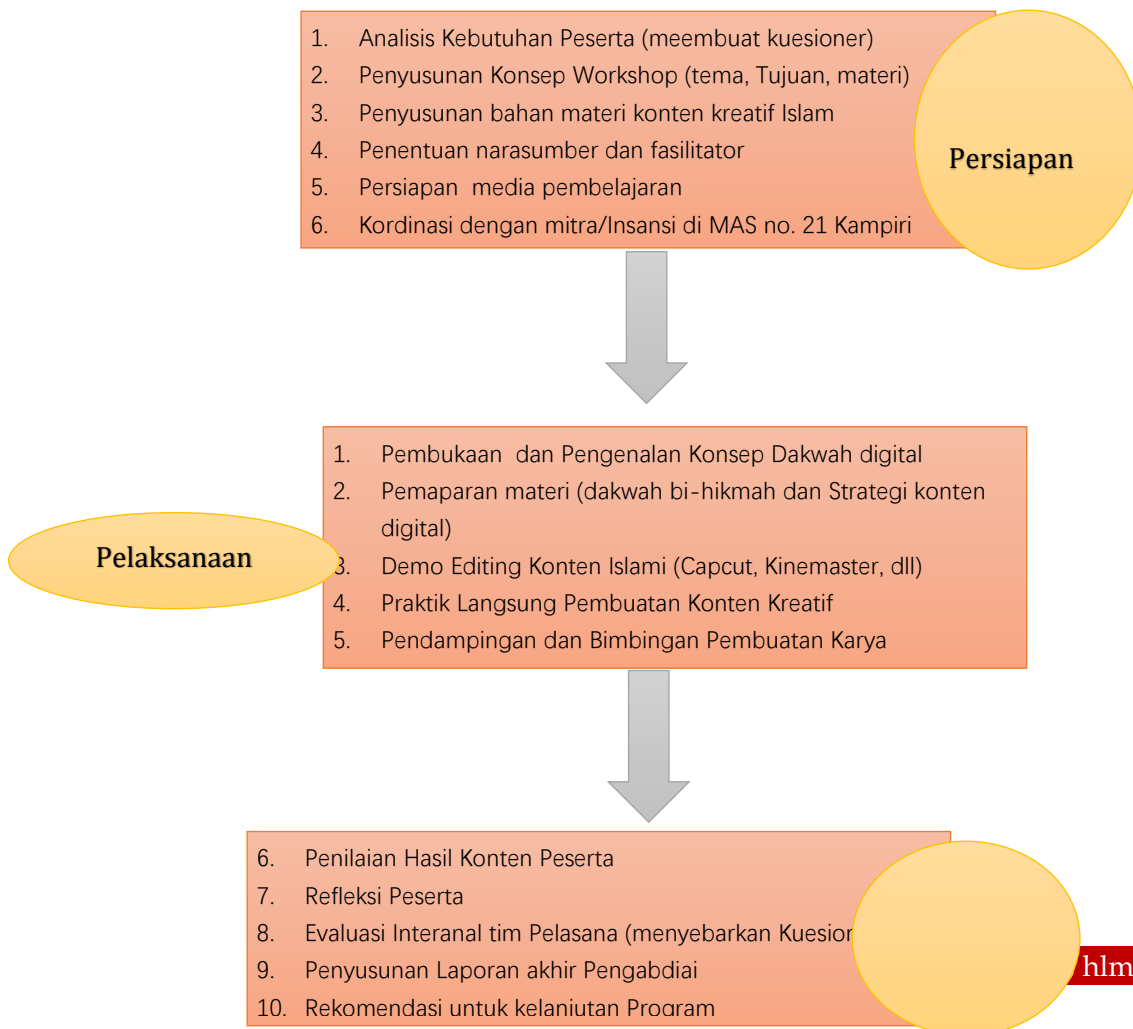 1. Analisis Kebutuhan Peserta (meembuat kuesioner)
2. Penyusunan Konsep Workshop (tema, Tujuan, materi)
3. Penyusunan bahan materi konten kreatif Islam
4. Penentuan narasumber dan fasilitator
5. Persiapan media pembelajaran
6. Kordinasi dengan mitra/Insansi di MAS no. 21 Kampiri
Persiapan
1. Pembukaan dan Pengenalan Konsep Dakwah digital
2. Pemaparan materi (dakwah bi-hikmah dan Strategi konten
digital)
3. Demo Editing Konten Islami (Capcut, Kinemaster, dll)
4. Praktik Langsung Pembuatan Konten Kreatif
5. Pendampingan dan Bimbingan Pembuatan Karya
Pelaksanaan
6. Penilaian Hasil Konten Peserta
7. Refleksi Peserta
8. Evaluasi Interanal tim Pelasana (menyebarkan
9. Penyusunan Laporan akhir Pengabdiai
10. Rekomendasi untuk kelanjutan Program
hlm